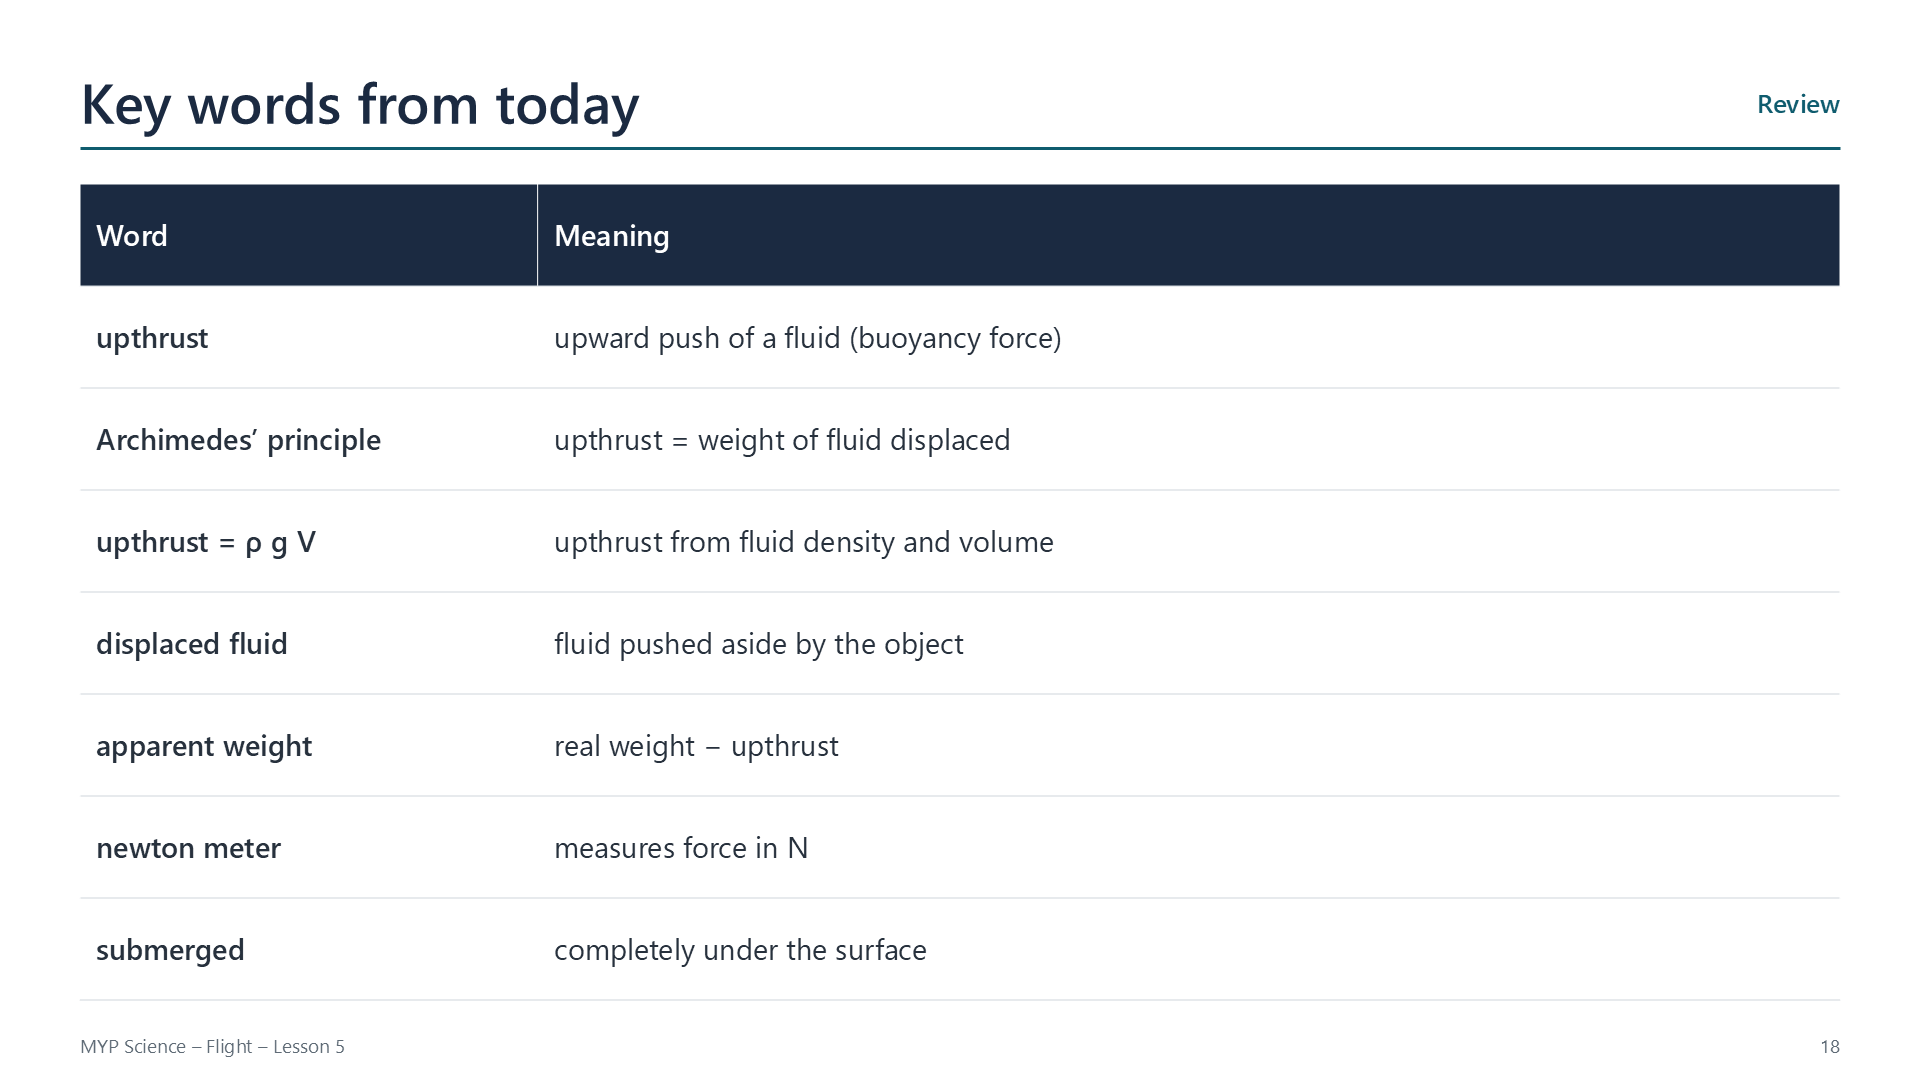 Key words from today
Review
Word Meaning
upthrust upward push of a fluid (buoyancy force)
Archimedes’ principle upthrust = weight of fluid displaced
upthrust = ρ g V upthrust from fluid density and volume
displaced fluid fluid pushed aside by the object
apparent weight real weight − upthrust
newton meter measures force in N
submerged completely under the surface
MYP Science – Flight – Lesson 5
18